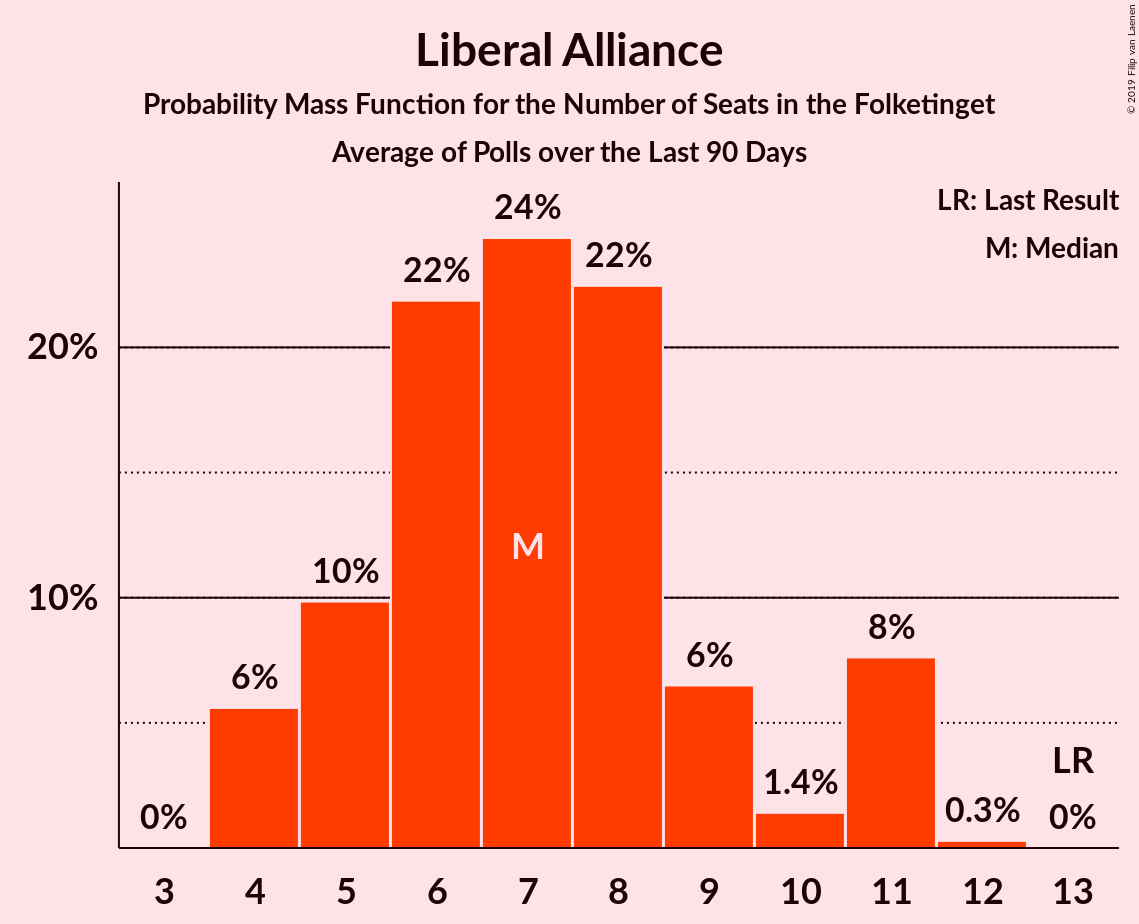 Liberal Alliance
Probability Mass Function for the Number of Seats in the Folketinget
Average of Polls over the Last 90 Days
© 2019 Filip van Laenen
LR: Last Result
M: Median
24%
22%
22%
20%
M
10%
10%
8%
6%
6%
LR
1.4%
0.3%
0%
0%
3 4 5 6 7 8 9 10 11 12 13